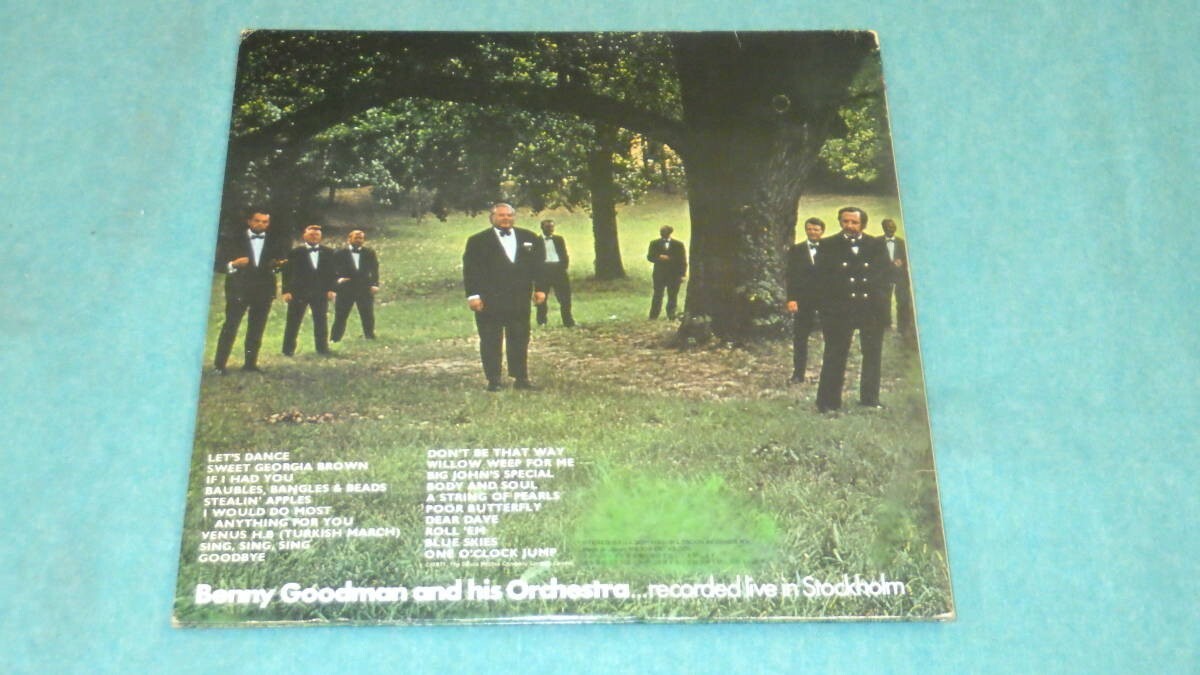 LET'S DANCE
SWEET GEORGIA BROWN
IF I HAD YOU
BAUBLES, BANGLES & BEADS
STEALIN' APPLES
I WOULD DO MOST
ANYTHING FOR YOU
VENUS H.B (TURKISH MARCH)
SING, SING, SING
GOODBYE
DON'T BE THAT WAY
WILLOW WEEP FOR ME
BIG JOHN'S SPECIAL
BODY AND SOUL
A STRING OF PEARLS
POOR BUTTERFLY
DEAR DAVE
ROLL 'EM
BLUE SKIES
ONE O'CLOCK JUMP
Benny Goodman and his Orchestra...recorded live in Stockholm